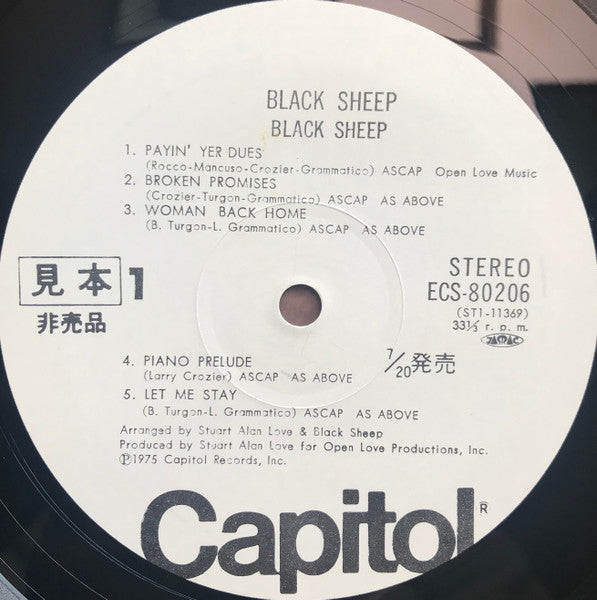 BLACK SHEEP
BLACK SHEEP
1. PAYIN' YER DUES
(Rocco-Mancuso-Crozier-Grammatico) ASCAP Open Love Music
2. BROKEN PROMISES
(Crozier-Turgon-Grammatico) ASCAP AS ABOVE
3. WOMAN BACK HOME
(B. Turgon-L. Grammatico) ASCAP AS ABOVE
見本 1
非売品
STEREO
ECS-80206
(ST1-11369)
33⅓ r. p. m.
4. PIANO PRELUDE
(Larry Crozier) ASCAP AS ABOVE
7/20発売
5. LET ME STAY
(B. Turgon-L. Grammatico) ASCAP AS ABOVE
Arranged by Stuart Alan Love & Black Sheep
Produced by Stuart Alan Love for Open Love Productions, Inc.
Ⓟ1975 Capitol Records, Inc.
Capitol®